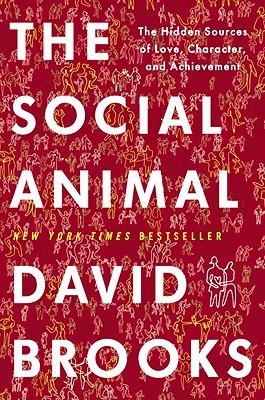 THE
The Hidden Sources
of Love, Character,
and Achievement
SOCIAL
ANIMAL
NEW YORK TIMES BESTSELLER
DAVID
BROOKS